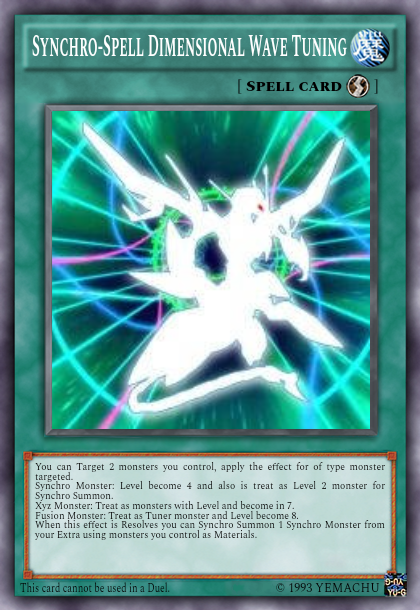 SYNCHRO-SPELL DIMENSIONAL WAVE TUNING 魔
[ SPELL CARD ]
You can Target 2 monsters you control, apply the effect for of type monster
targeted.
Synchro Monster: Level become 4 and also is treat as Level 2 monster for
Synchro Summon.
Xyz Monster: Treat as monsters with Level and become in 7.
Fusion Monster: Treat as Tuner monster and Level become 8.
When this effect is Resolves you can Synchro Summon 1 Synchro Monster from
your Extra using monsters you control as Materials.
This card cannot be used in a Duel. © 1993 YEMACHU